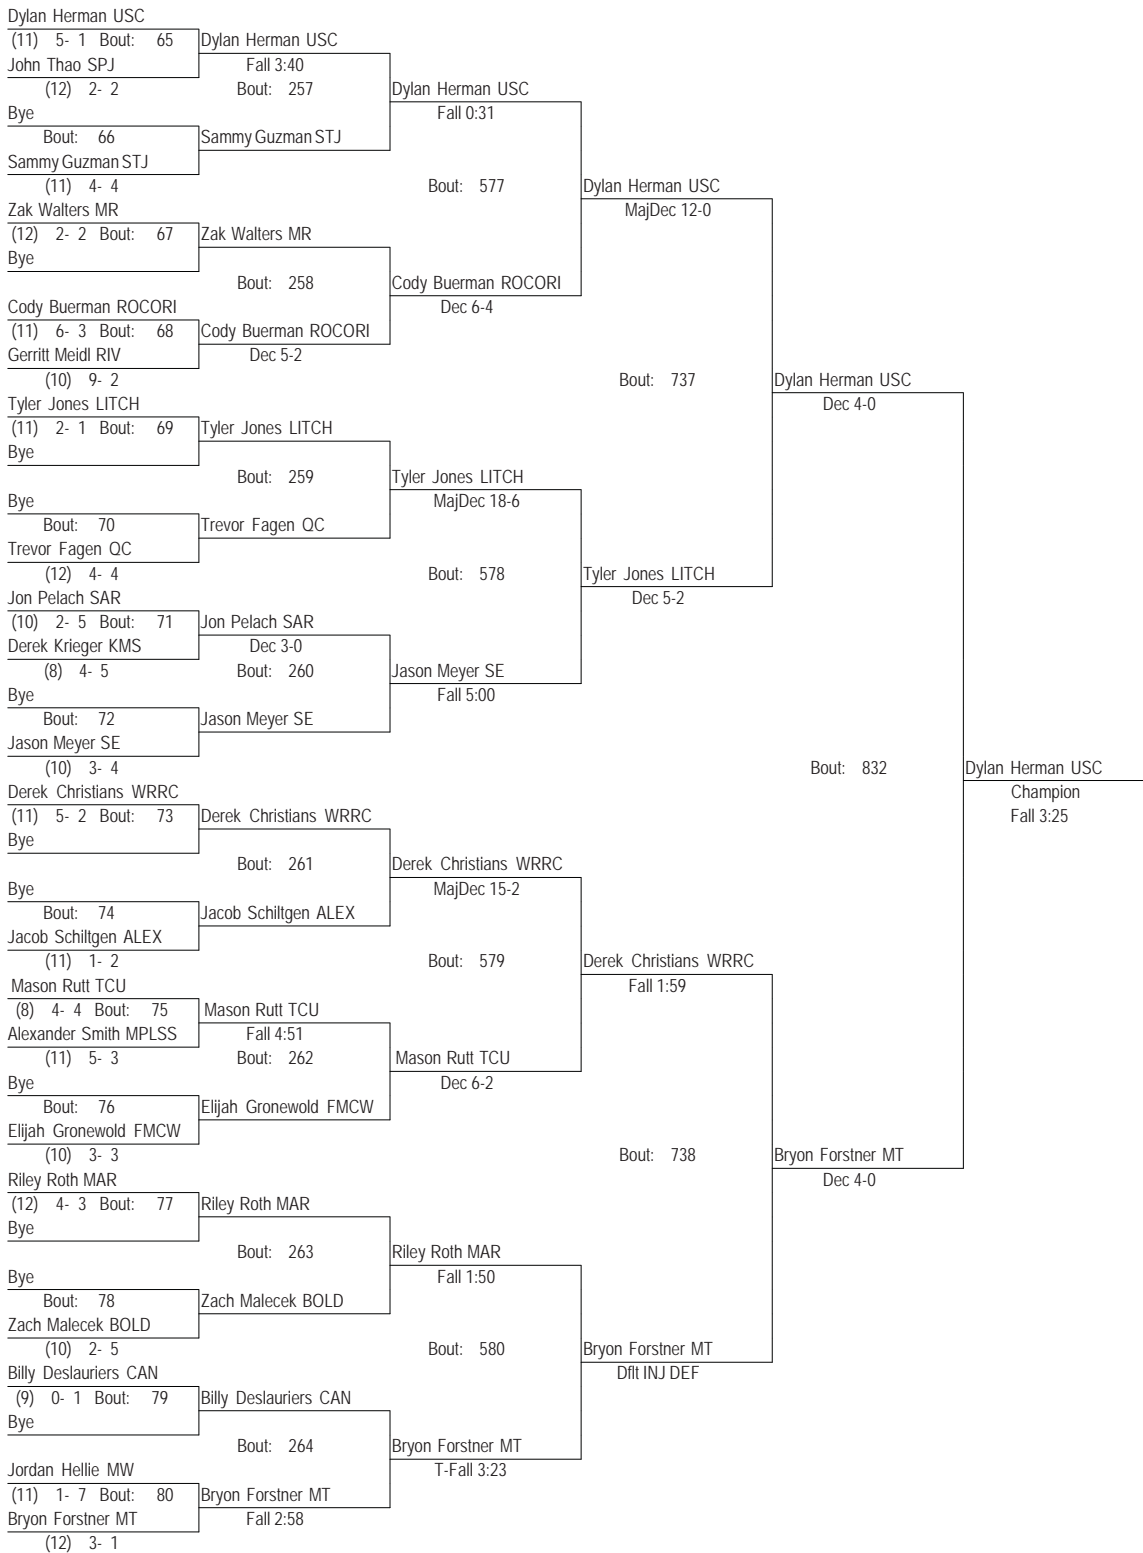 Dylan Herman USC
(11) 5- 1 Bout: 65 Dylan Herman USC
John Thao SPJ Fall 3:40
(12) 2- 2 Bout: 257 Dylan Herman USC
Bye Fall 0:31
Bout: 66 Sammy Guzman STJ
Sammy Guzman STJ
(11) 4- 4 Bout: 577 Dylan Herman USC
Zak Walters MR MajDec 12-0
(12) 2- 2 Bout: 67 Zak Walters MR
Bye
Bout: 258 Cody Buerman ROCORI
Cody Buerman ROCORI Dec 6-4
(11) 6- 3 Bout: 68 Cody Buerman ROCORI
Gerritt Meidl RIV Dec 5-2
(10) 9- 2 Bout: 737 Dylan Herman USC
Tyler Jones LITCH Dec 4-0
(11) 2- 1 Bout: 69 Tyler Jones LITCH
Bye
Bout: 259 Tyler Jones LITCH
Bye MajDec 18-6
Bout: 70 Trevor Fagen QC
Trevor Fagen QC
(12) 4- 4 Bout: 578 Tyler Jones LITCH
Jon Pelach SAR Dec 5-2
(10) 2- 5 Bout: 71 Jon Pelach SAR
Derek Krieger KMS Dec 3-0
(8) 4- 5 Bout: 260 Jason Meyer SE
Bye Fall 5:00
Bout: 72 Jason Meyer SE
Jason Meyer SE
(10) 3- 4 Bout: 832 Dylan Herman USC
Derek Christians WRRC Champion
(11) 5- 2 Bout: 73 Derek Christians WRRC Fall 3:25
Bye
Bout: 261 Derek Christians WRRC
Bye MajDec 15-2
Bout: 74 Jacob Schiltgen ALEX
Jacob Schiltgen ALEX
(11) 1- 2 Bout: 579 Derek Christians WRRC
Mason Rutt TCU Fall 1:59
(8) 4- 4 Bout: 75 Mason Rutt TCU
Alexander Smith MPLSS Fall 4:51
(11) 5- 3 Bout: 262 Mason Rutt TCU
Bye Dec 6-2
Bout: 76 Elijah Gronewold FMCW
Elijah Gronewold FMCW
(10) 3- 3 Bout: 738 Bryon Forstner MT
Riley Roth MAR Dec 4-0
(12) 4- 3 Bout: 77 Riley Roth MAR
Bye
Bout: 263 Riley Roth MAR
Bye Fall 1:50
Bout: 78 Zach Malecek BOLD
Zach Malecek BOLD
(10) 2- 5 Bout: 580 Bryon Forstner MT
Billy Deslauriers CAN Dflt INJ DEF
(9) 0- 1 Bout: 79 Billy Deslauriers CAN
Bye
Bout: 264 Bryon Forstner MT
Jordan Hellie MW T-Fall 3:23
(11) 1- 7 Bout: 80 Bryon Forstner MT
Bryon Forstner MT Fall 2:58
(12) 3- 1